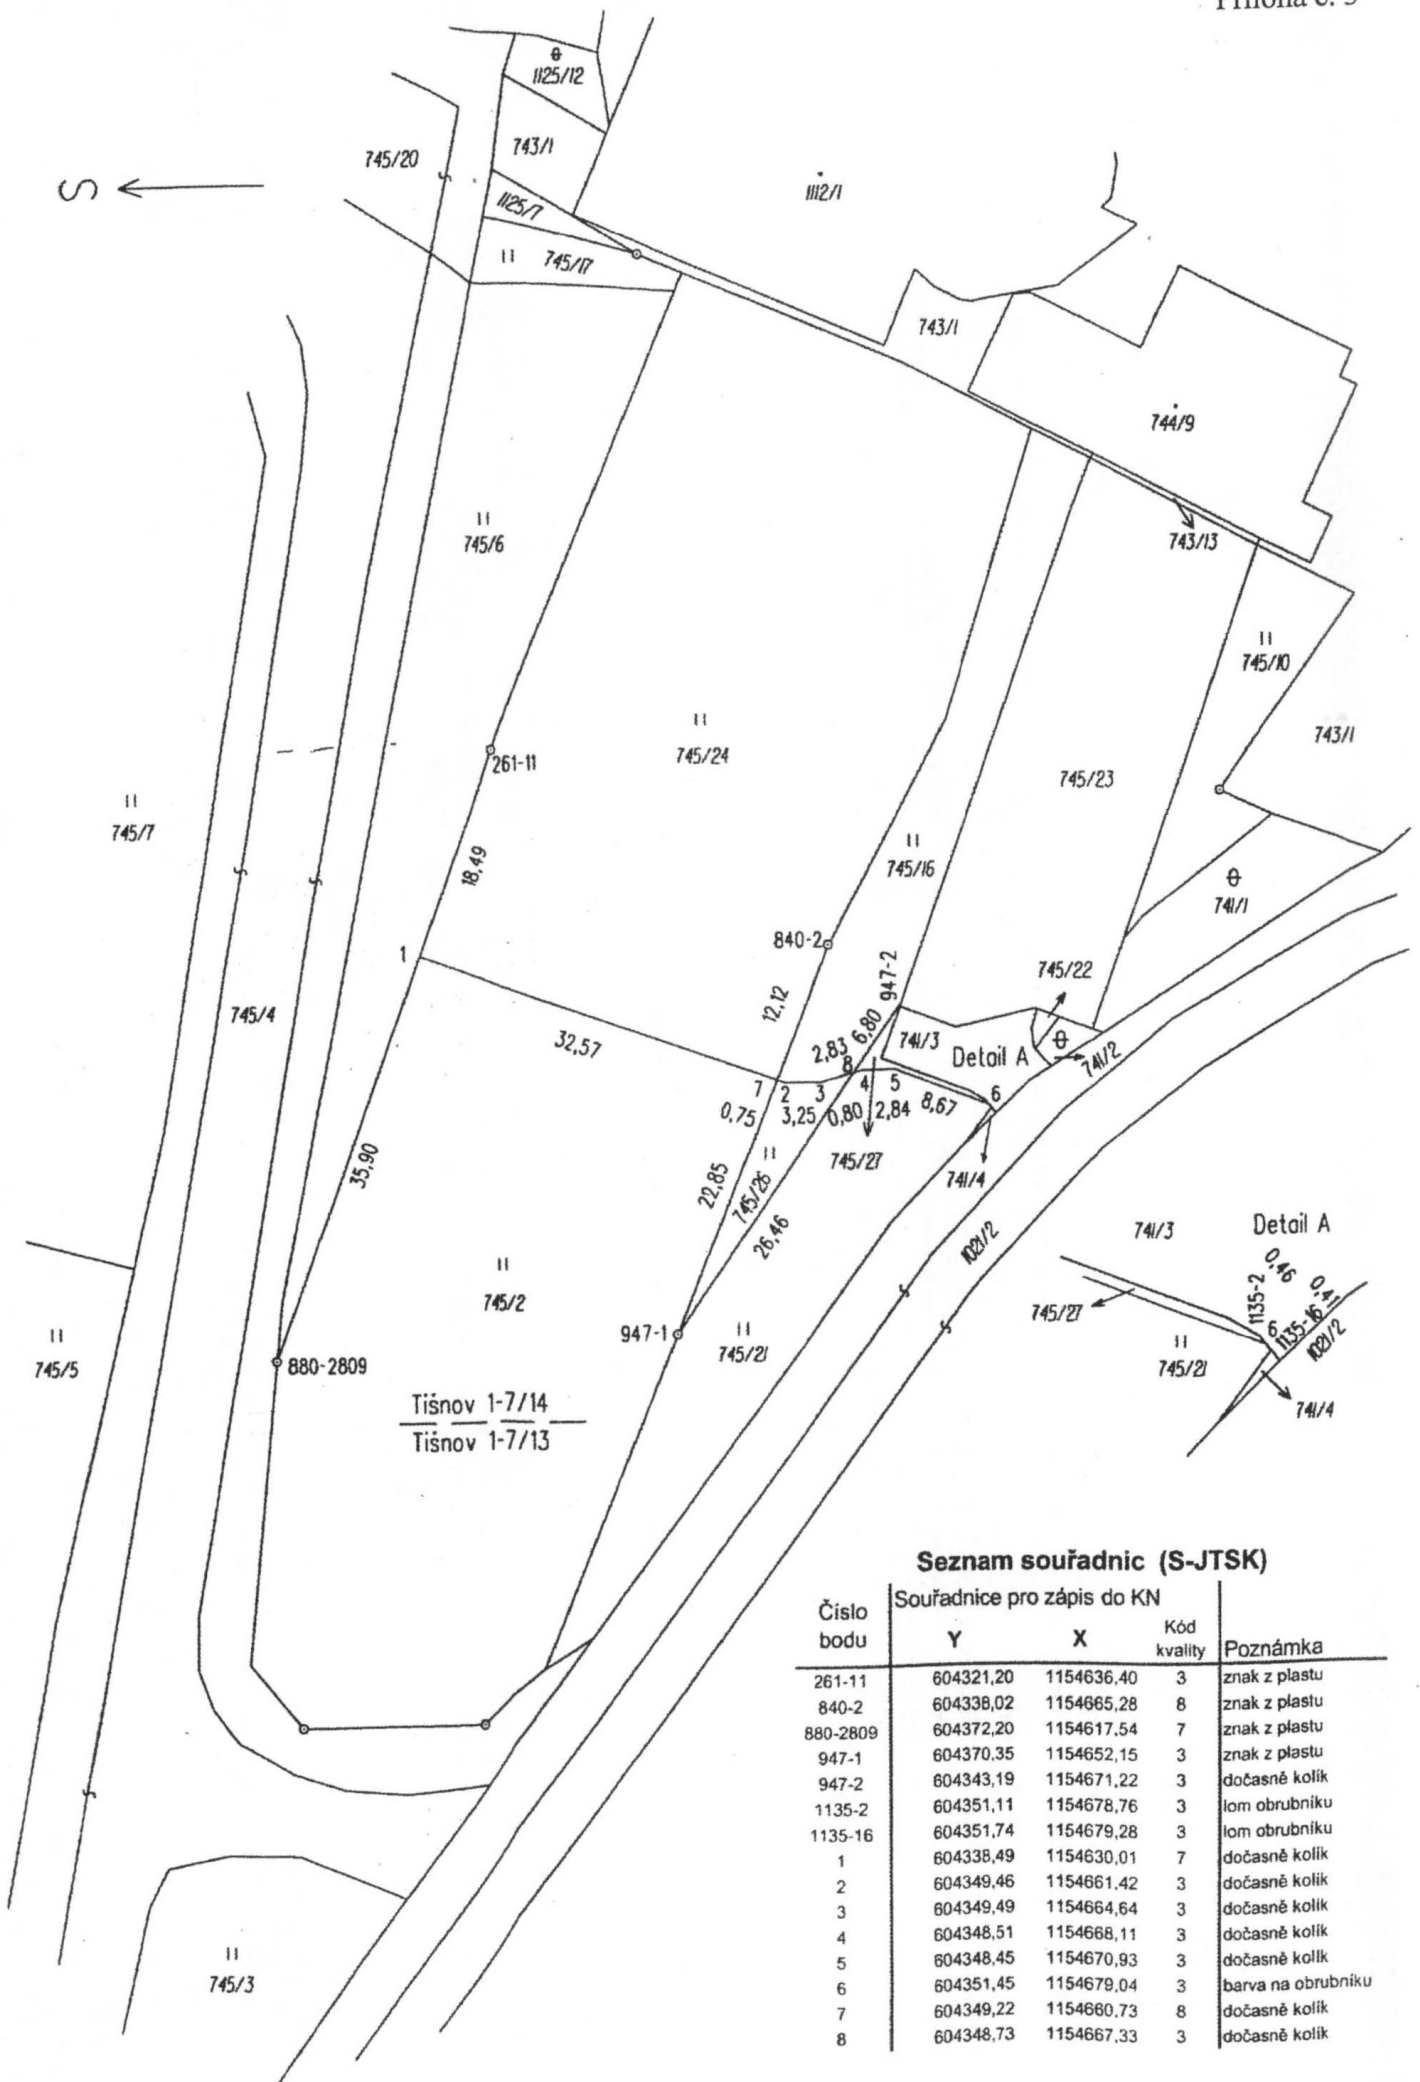 1125/12
743/1
745/20
1112/1
S
1125/7
745/17
743/1
744/9
743/13
745/6
745/10
743/1
261-11
745/24
745/23
745/7
18,49
745/16
741/1
1
840-2
947-2
745/22
745/4
12,12
32,57
2,83 6,80
741/3
Detail A
741/2
8
7 2 3 4 5 6
0,75 3,25 0,80 2,84 8,67
35,90
22,85
745/26
745/27
741/4
26,46
1021/2
741/3
Detail A
0,46
1135-2
745/27
6
1135-16
1021/2
745/2
947-1
745/21
745/21
745/5
880-2809
741/4
Tišnov 1-7/14
Tišnov 1-7/13
745/3
Seznam souřadnic (S-JTSK)
Číslo bodu Souřadnice pro zápis do KN
Y X Kód kvality Poznámka
261-11 604321,20 1154636,40 3 znak z plastu
840-2 604338,02 1154665,28 8 znak z plastu
880-2809 604372,20 1154617,54 7 znak z plastu
947-1 604370,35 1154652,15 3 znak z plastu
947-2 604343,19 1154671,22 3 dočasně kolík
1135-2 604351,11 1154678,76 3 lom obrubníku
1135-16 604351,74 1154679,28 3 lom obrubníku
1 604338,49 1154630,01 7 dočasně kolík
2 604349,46 1154661,42 3 dočasně kolík
3 604349,49 1154664,64 3 dočasně kolík
4 604348,51 1154668,11 3 dočasně kolík
5 604348,45 1154670,93 3 dočasně kolík
6 604351,45 1154679,04 3 barva na obrubníku
7 604349,22 1154660,73 8 dočasně kolík
8 604348,73 1154667,33 3 dočasně kolík